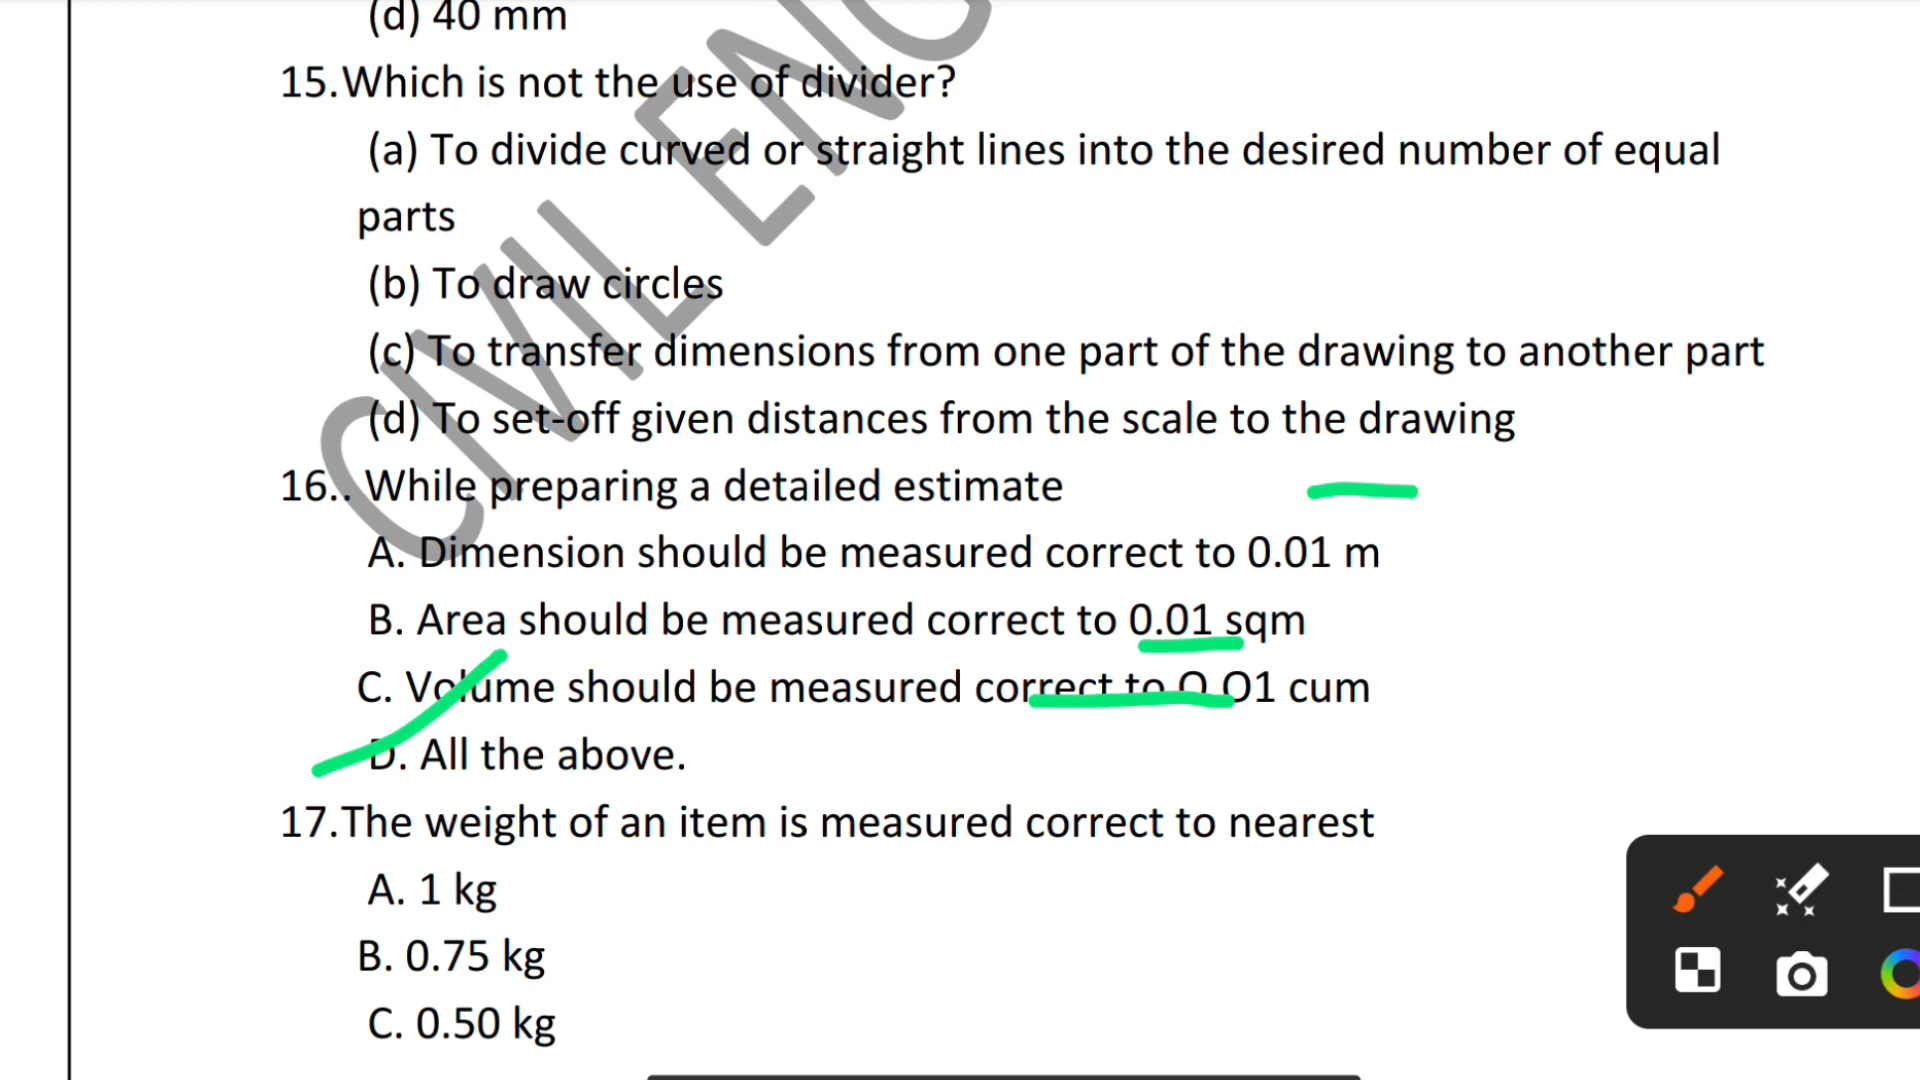 (d) 40 mm
15.Which is not the use of divider?
(a) To divide curved or straight lines into the desired number of equal
parts
(b) To draw circles
(c) To transfer dimensions from one part of the drawing to another part
(d) To set-off given distances from the scale to the drawing
16.. While preparing a detailed estimate
A. Dimension should be measured correct to 0.01 m
B. Area should be measured correct to 0.01 sqm
C. Volume should be measured correct to 0.01 cum
D. All the above.
17.The weight of an item is measured correct to nearest
A. 1 kg
B. 0.75 kg
C. 0.50 kg
CIVIL ENG